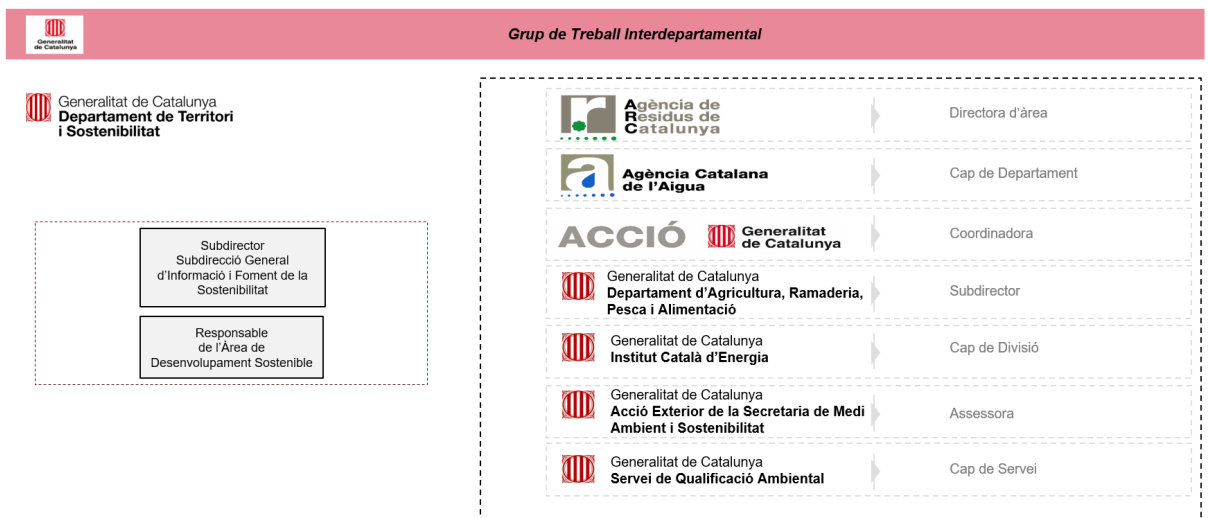 Generalitat
de Catalunya
Grup de Treball Interdepartamental
Generalitat de Catalunya
Departament de Territori
i Sostenibilitat
Subdirector
Subdirecció General
d'Informació i Foment de la
Sostenibilitat
Responsable
de l'Àrea de
Desenvolupament Sostenible
Agència de
Residus de
Catalunya
Directora d'àrea
Agència Catalana
de l'Aigua
Cap de Departament
ACCIÓ
Generalitat
de Catalunya
Coordinadora
Generalitat de Catalunya
Departament d'Agricultura, Ramaderia,
Pesca i Alimentació
Subdirector
Generalitat de Catalunya
Institut Català d'Energia
Cap de Divisió
Generalitat de Catalunya
Acció Exterior de la Secretaria de Medi
Ambient i Sostenibilitat
Assessora
Generalitat de Catalunya
Servei de Qualificació Ambiental
Cap de Servei